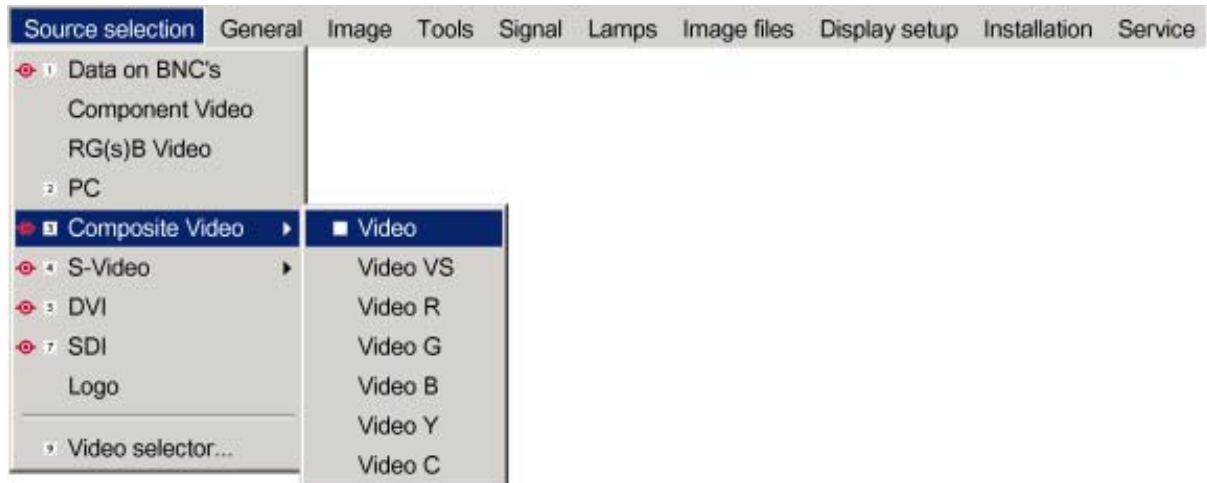 Source selection General Image Tools Signal Lamps Image files Display setup Installation Service
1 Data on BNC's
Component Video
RG(s)B Video
2 PC
3 Composite Video
Video
Video VS
Video R
Video G
Video B
Video Y
Video C
4 S-Video
5 DVI
7 SDI
Logo
9 Video selector...